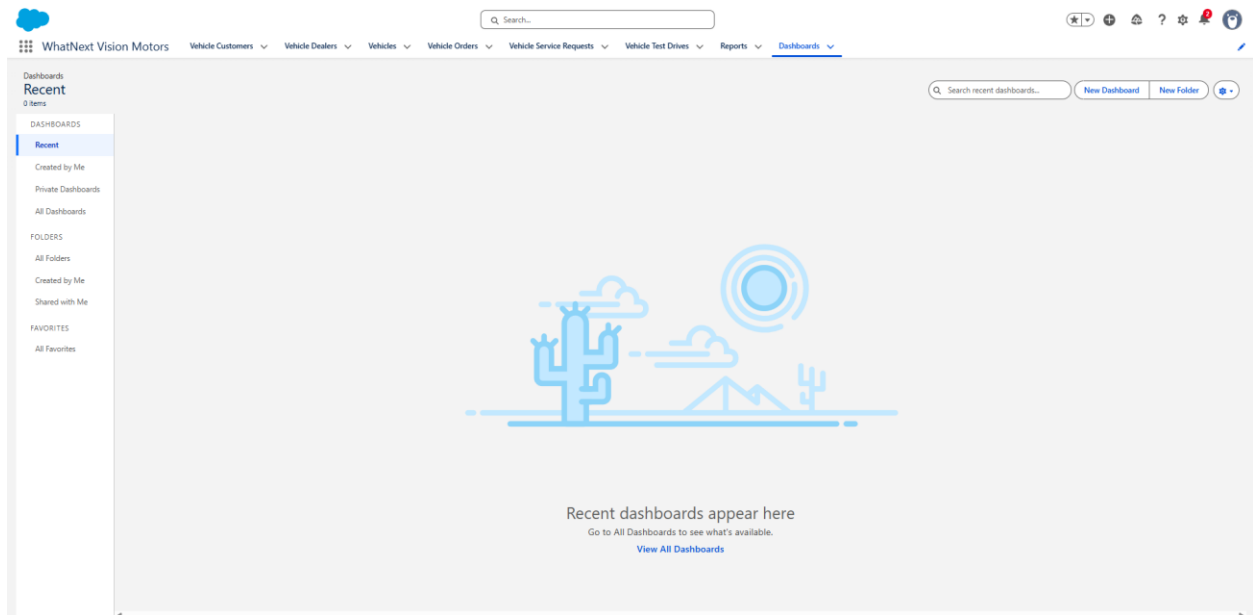 Search...
2
WhatNext Vision Motors
Vehicle Customers
Vehicle Dealers
Vehicles
Vehicle Orders
Vehicle Service Requests
Vehicle Test Drives
Reports
Dashboards
Dashboards
Recent
0 items
Search recent dashboards...
New Dashboard
New Folder
DASHBOARDS
Recent
Created by Me
Private Dashboards
All Dashboards
FOLDERS
All Folders
Created by Me
Shared with Me
FAVORITES
All Favorites
Recent dashboards appear here
Go to All Dashboards to see what's available.
View All Dashboards